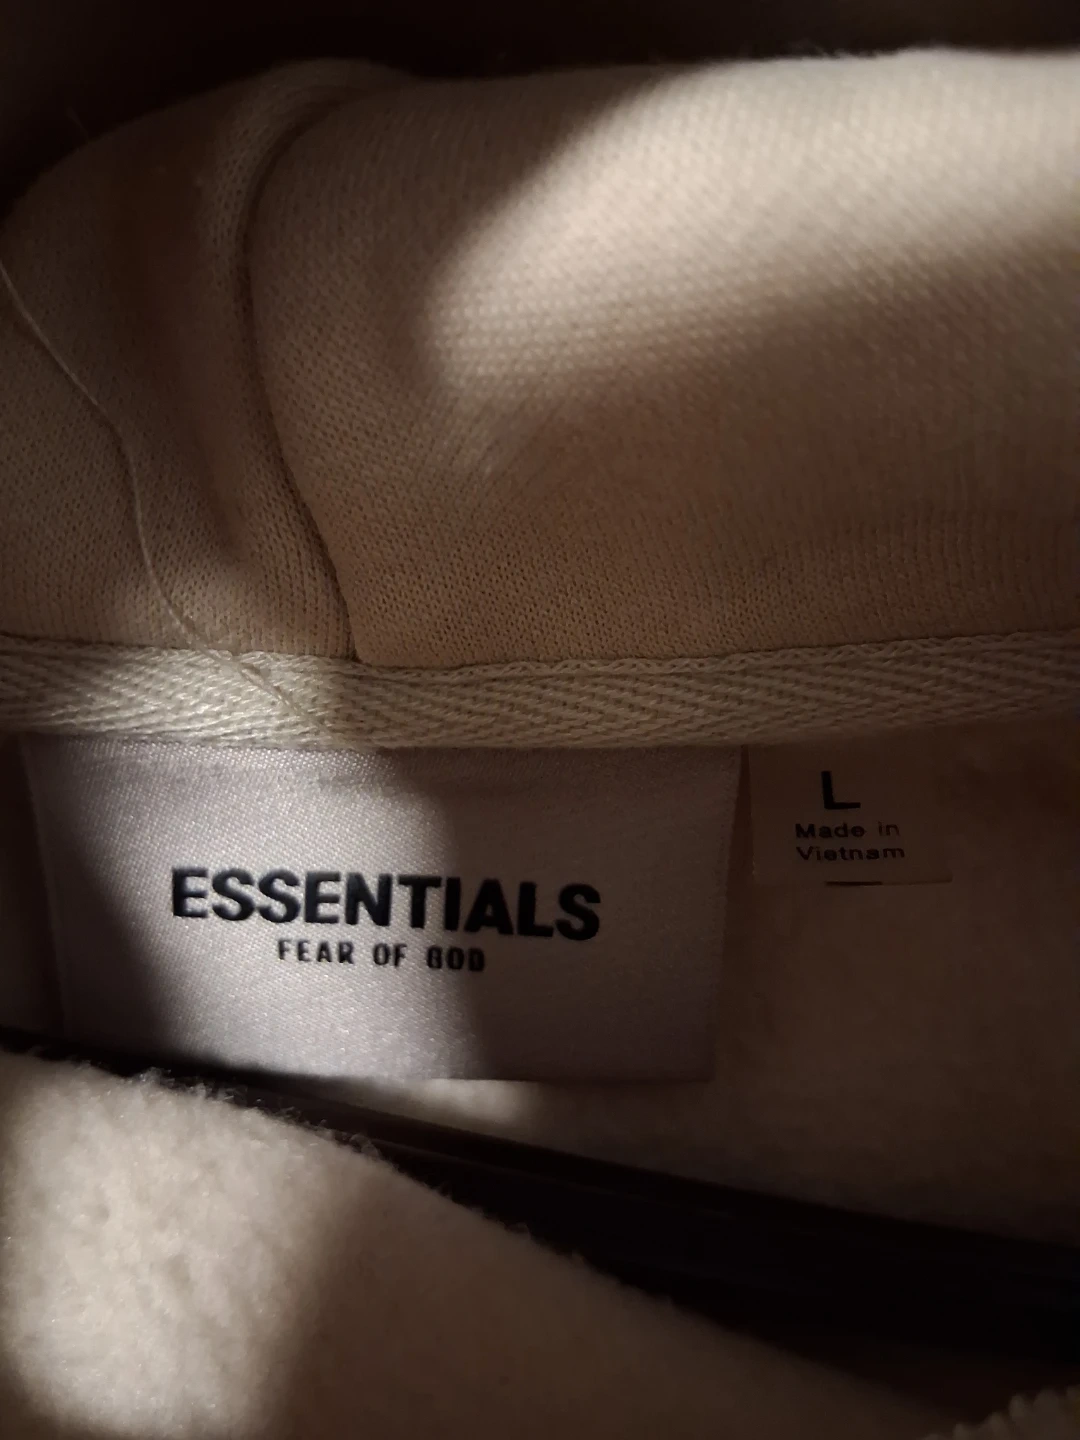 ESSENTIALS
FEAR OF GOD
L
Made in
Vietnam